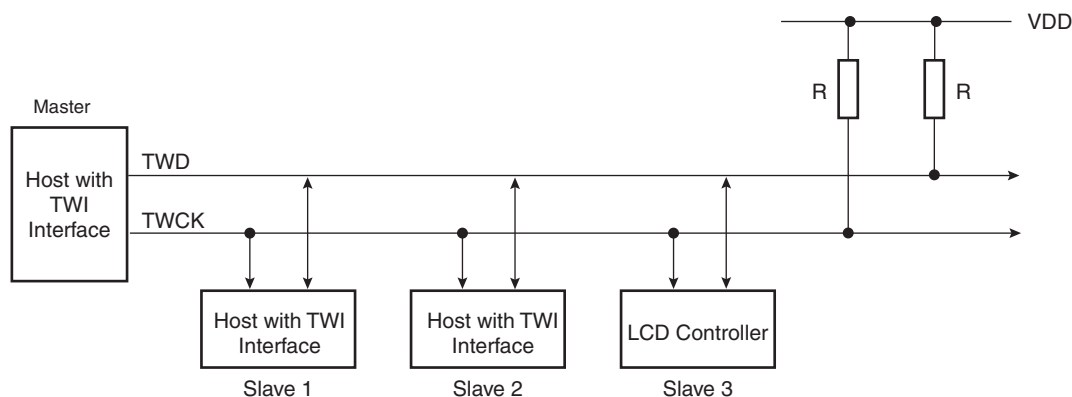 VDD
R
R
Master
Host with
TWI
Interface
TWD
TWCK
Host with TWI
Interface
Slave 1
Host with TWI
Interface
Slave 2
LCD Controller
Slave 3